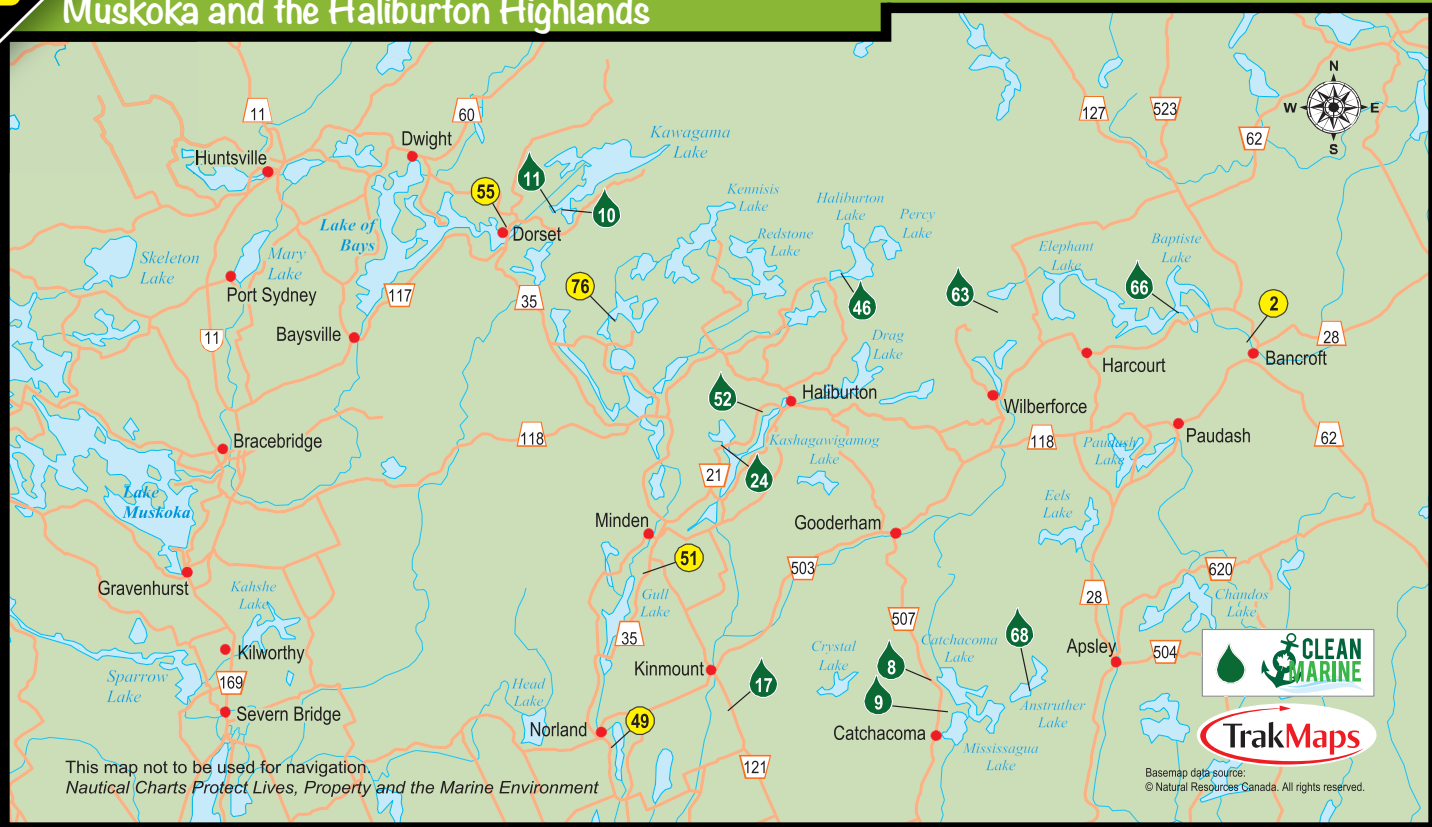 Muskoka and the Haliburton Highlands
N
W
E
S
11
60
127
523
62
Dwight
Huntsville
Kawagama
Lake
11
55
10
Dorset
Lake of
Bays
Kennisis
Lake
Haliburton
Lake
Percy
Lake
Redstone
Lake
Elephant
Lake
Baptiste
Lake
Skeleton
Lake
Mary
Lake
Port Sydney
117
35
76
46
63
66
2
11
Baysville
28
Drag
Lake
Harcourt
Bancroft
52
Haliburton
Wilberforce
118
118
Bracebridge
Kashagawigamog
Lake
Paudash
Lake
Paudash
62
21
24
Lake
Muskoka
Eels
Lake
Minden
Gooderham
51
503
620
Gravenhurst
Kahshe
Lake
Gull
Lake
28
Chandos
Lake
35
507
68
Kilworthy
Crystal
Lake
8
Catchacoma
Lake
Apsley
504
CLEAN
MARINE
Sparrow
Lake
169
Kinmount
17
9
Head
Lake
Anstruther
Lake
Severn Bridge
Norland
49
Catchacoma
Mississagua
Lake
TrakMaps
121
This map not to be used for navigation.
Nautical Charts Protect Lives, Property and the Marine Environment
Basemap data source:
© Natural Resources Canada. All rights reserved.